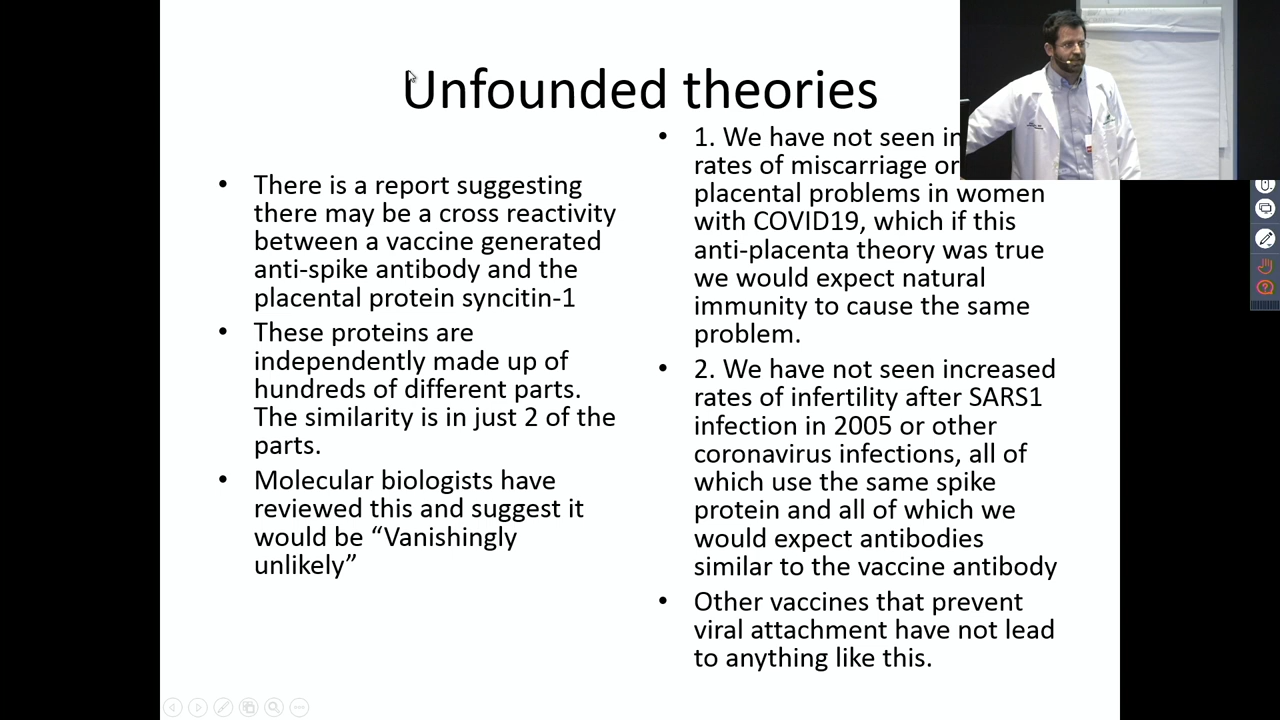 Unfounded theories
There is a report suggesting
there may be a cross reactivity
between a vaccine generated
anti-spike antibody and the
placental protein syncitin-1
These proteins are
independently made up of
hundreds of different parts.
The similarity is in just 2 of the
parts.
Molecular biologists have
reviewed this and suggest it
would be “Vanishingly
unlikely”
1. We have not seen
rates of miscarriage or
placental problems in women
with COVID19, which if this
anti-placenta theory was true
we would expect natural
immunity to cause the same
problem.
2. We have not seen increased
rates of infertility after SARS1
infection in 2005 or other
coronavirus infections, all of
which use the same spike
protein and all of which we
would expect antibodies
similar to the vaccine antibody
Other vaccines that prevent
viral attachment have not lead
to anything like this.